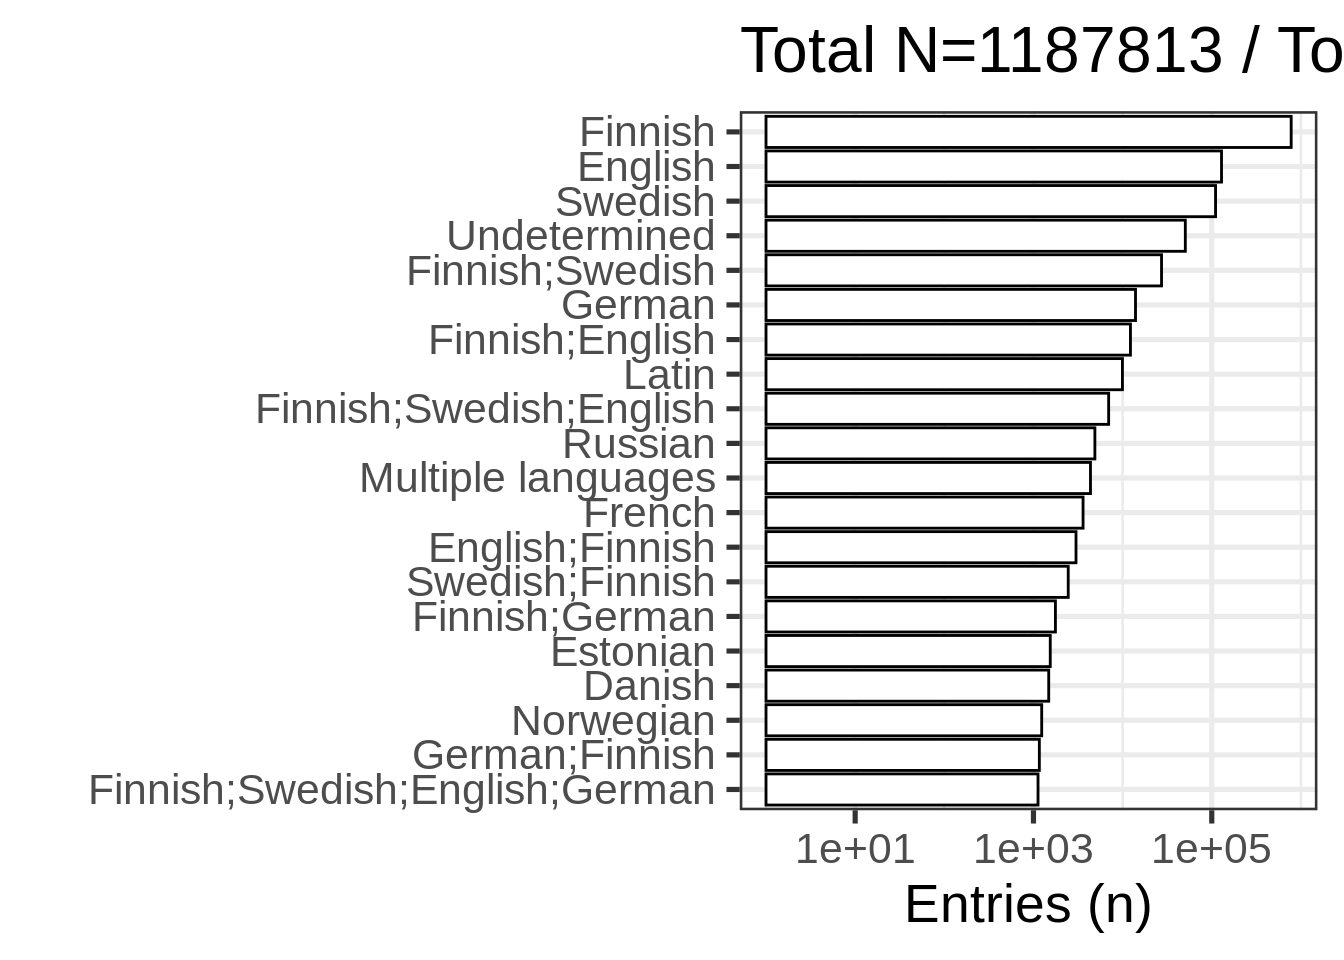 Total N=1187813 / To
Finnish
English
Swedish
Undetermined
Finnish;Swedish
German
Finnish;English
Latin
Finnish;Swedish;English
Russian
Multiple languages
French
English;Finnish
Swedish;Finnish
Finnish;German
Estonian
Danish
Norwegian
German;Finnish
Finnish;Swedish;English;German
1e+01 1e+03 1e+05
Entries (n)